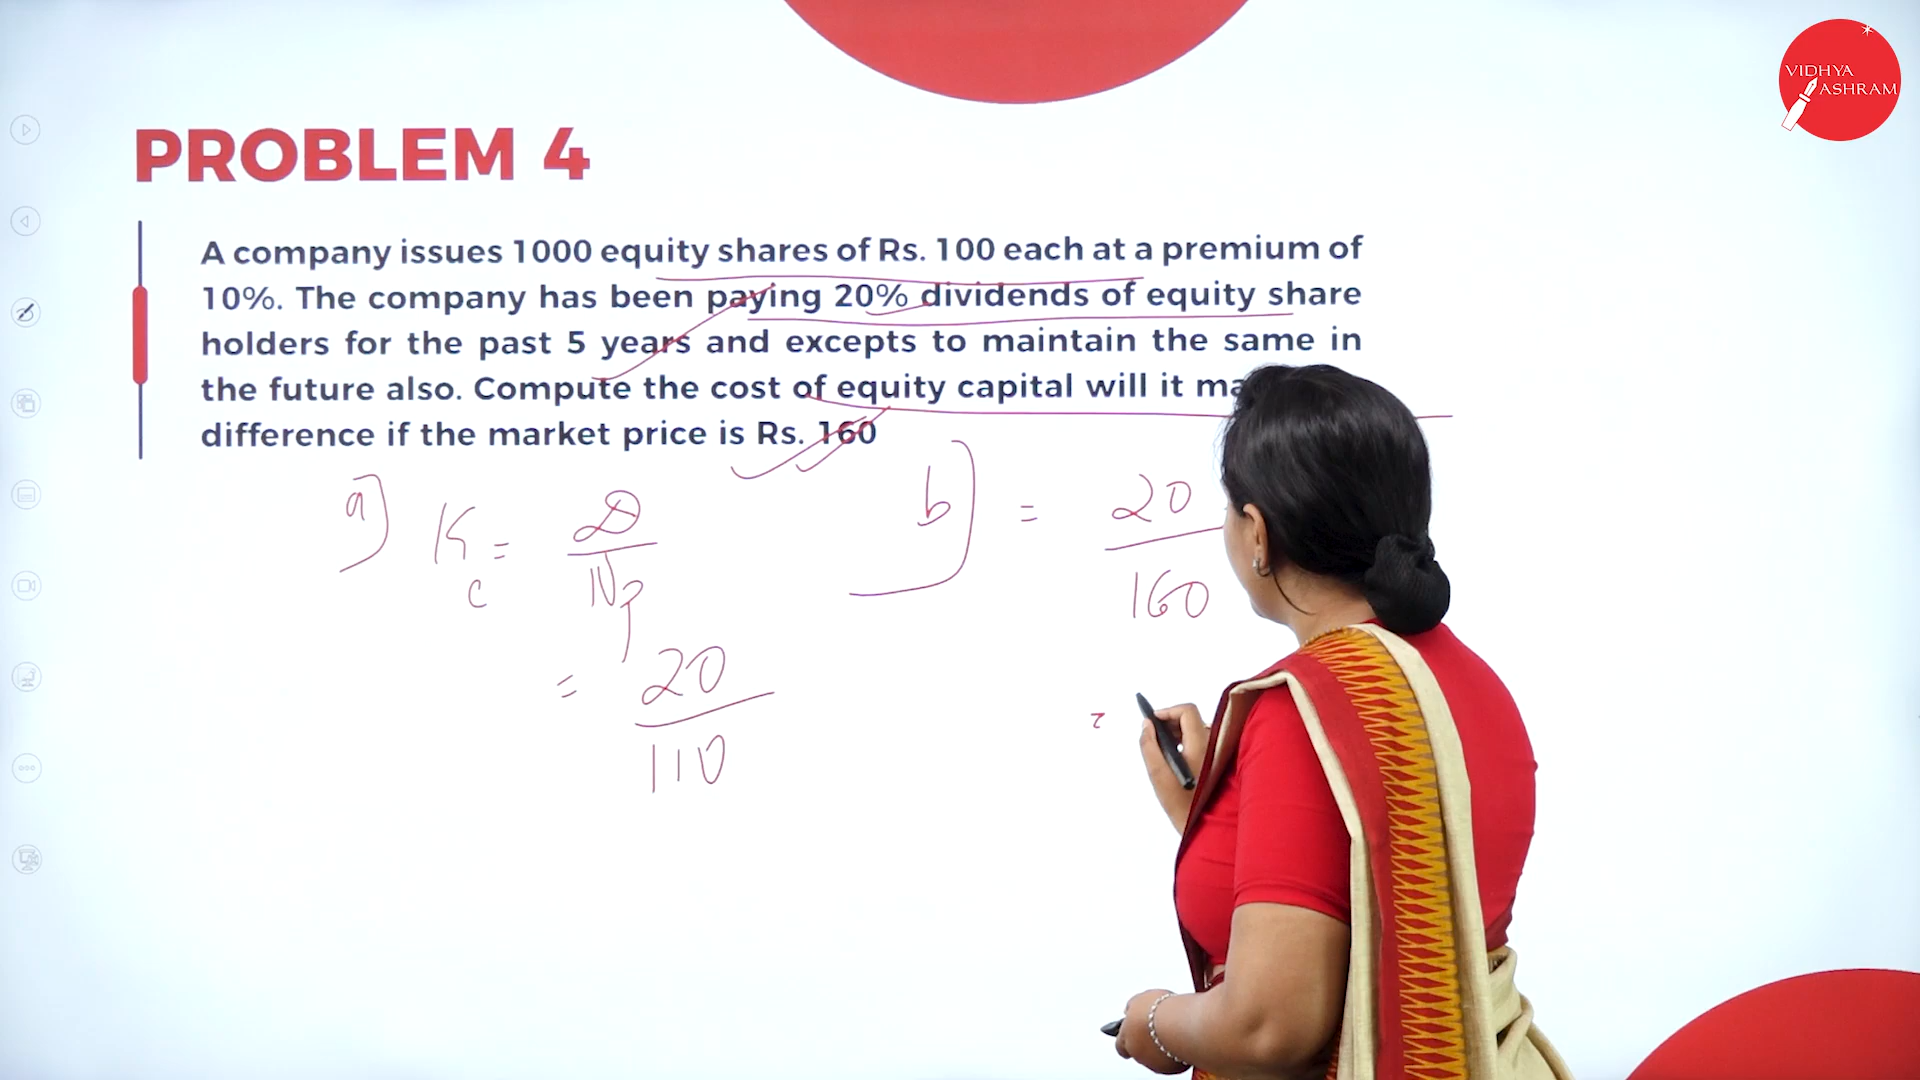 VIDHYA
ASHRAM
PROBLEM 4
A company issues 1000 equity shares of Rs. 100 each at a premium of
10%. The company has been paying 20% dividends of equity share
holders for the past 5 years and excepts to maintain the same in
the future also. Compute the cost of equity capital will it ma
difference if the market price is Rs. 160
a) K c = D / Np
= 20 / 110
b) = 20 / 160
=